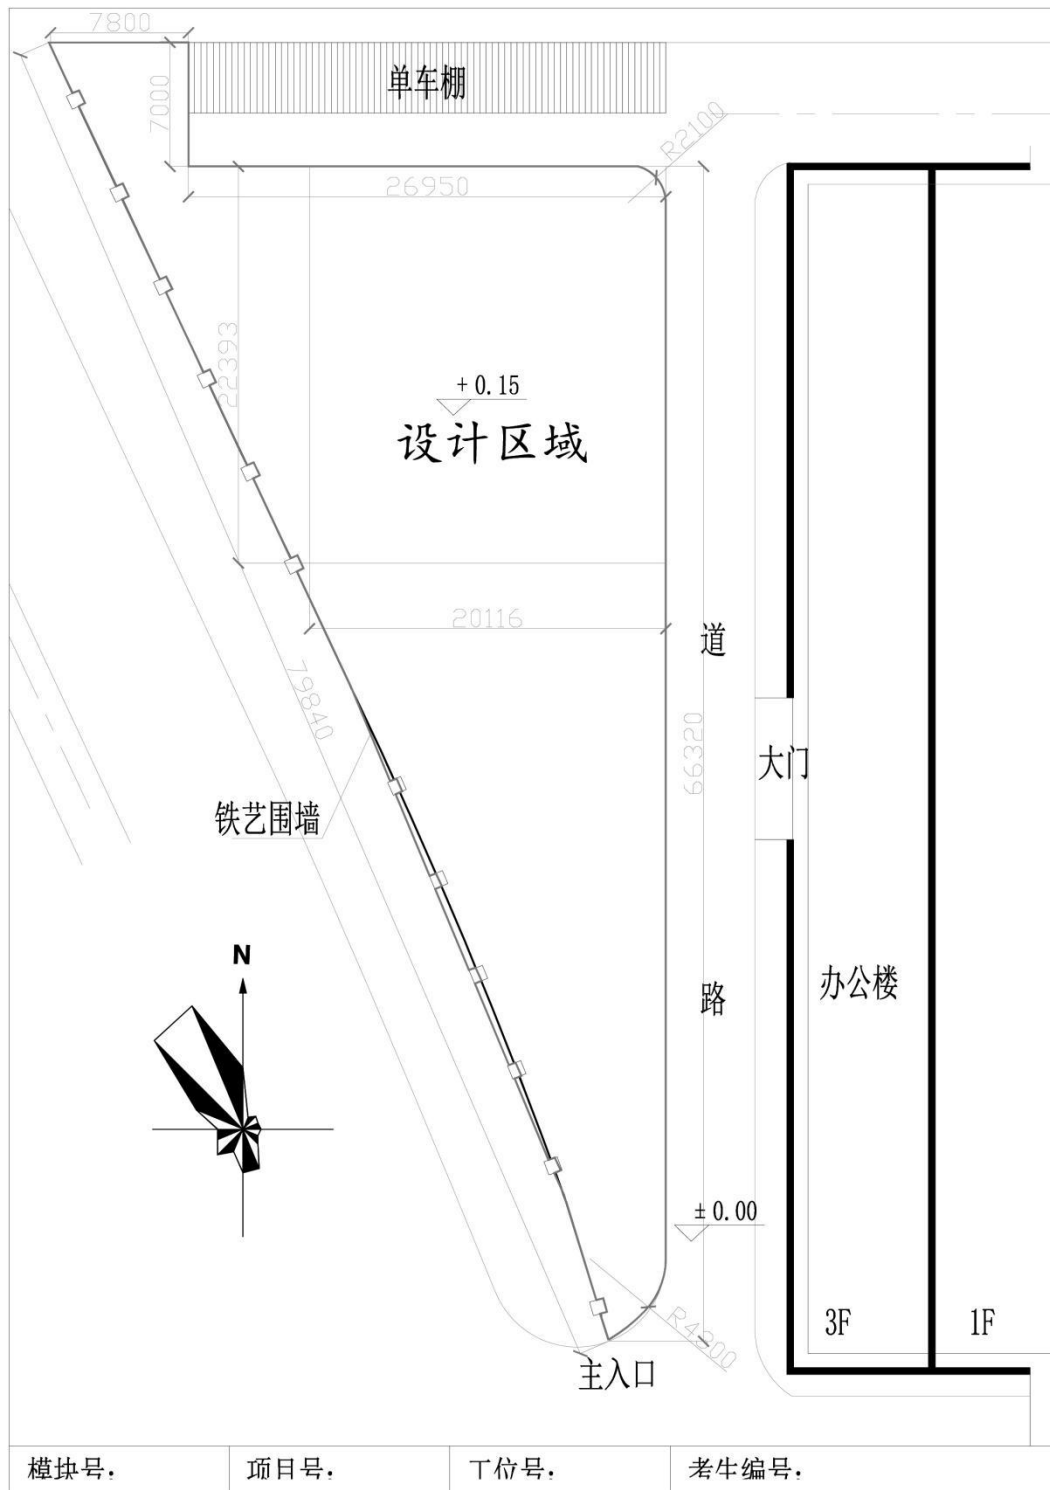 7800
单车棚
7000
R2100
26950
22393
+0.15
设计区域
20116
道
79840
66320
大门
铁艺围墙
N
办公楼
路
±0.00
3F
1F
R4300
主入口
模块号:
项目号:
工位号:
考生编号: